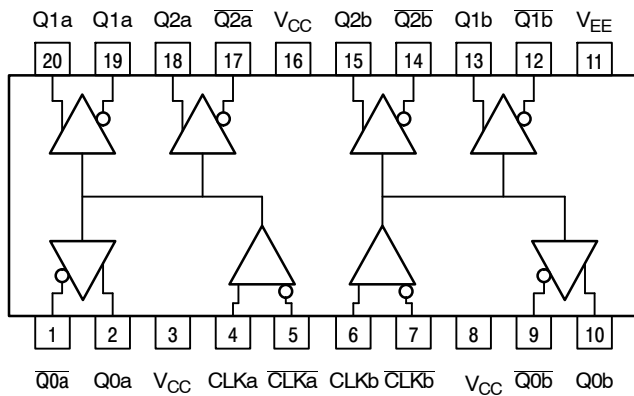 Q1a Q1a Q2a Q2a VCC Q2b Q2b Q1b Q1b VEE
20 19 18 17 16 15 14 13 12 11
1 2 3 4 5 6 7 8 9 10
Q0a Q0a VCC CLKa CLKa CLKb CLKb VCC Q0b Q0b